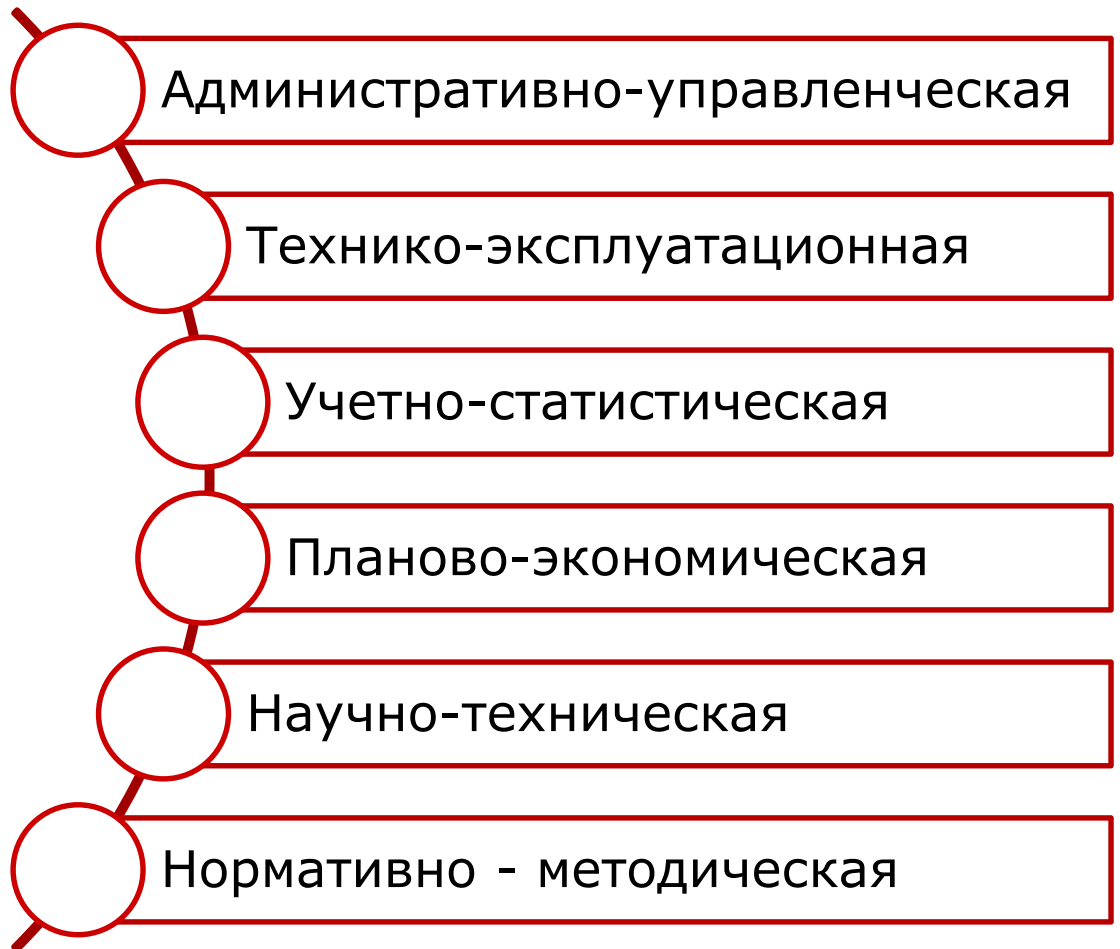 Административно-управленческая
Технико-эксплуатационная
Учетно-статистическая
Планово-экономическая
Научно-техническая
Нормативно - методическая